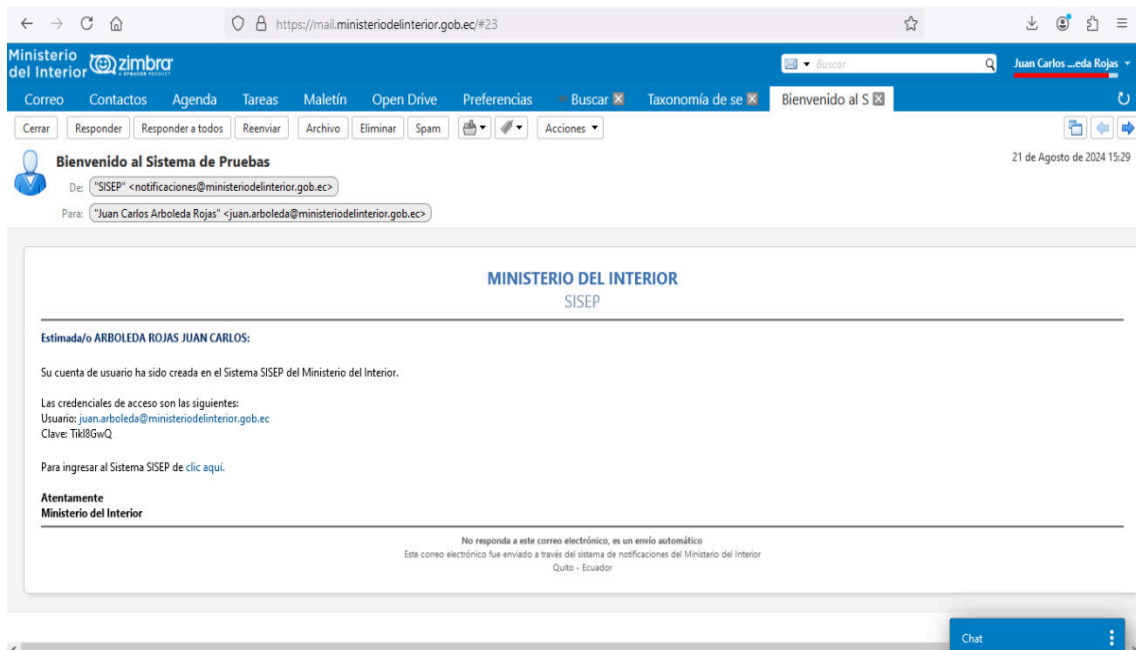 https://mail.ministeriodelinterior.gob.ec/#23
Ministerio
del Interior
zimbra
A SYNACOR PRODUCT
Buscar
Juan Carlos ...eda Rojas
Correo Contactos Agenda Tareas Maletín Open Drive Preferencias Buscar Taxonomía de se Bienvenido al S
Cerrar Responder Responder a todos Reenviar Archivo Eliminar Spam Acciones
Bienvenido al Sistema de Pruebas
21 de Agosto de 2024 15:29
De: "SISEP" <notificaciones@ministeriodelinterior.gob.ec>
Para: "Juan Carlos Arboleda Rojas" <juan.arboleda@ministeriodelinterior.gob.ec>
MINISTERIO DEL INTERIOR
SISEP
Estimada/o ARBOLEDA ROJAS JUAN CARLOS:
Su cuenta de usuario ha sido creada en el Sistema SISEP del Ministerio del Interior.
Las credenciales de acceso son las siguientes:
Usuario: juan.arboleda@ministeriodelinterior.gob.ec
Clave: Tikl8GwQ
Para ingresar al Sistema SISEP de clic aquí.
Atentamente
Ministerio del Interior
No responda a este correo electrónico, es un envío automático
Este correo electrónico fue enviado a través del sistema de notificaciones del Ministerio del Interior
Quito - Ecuador
Chat